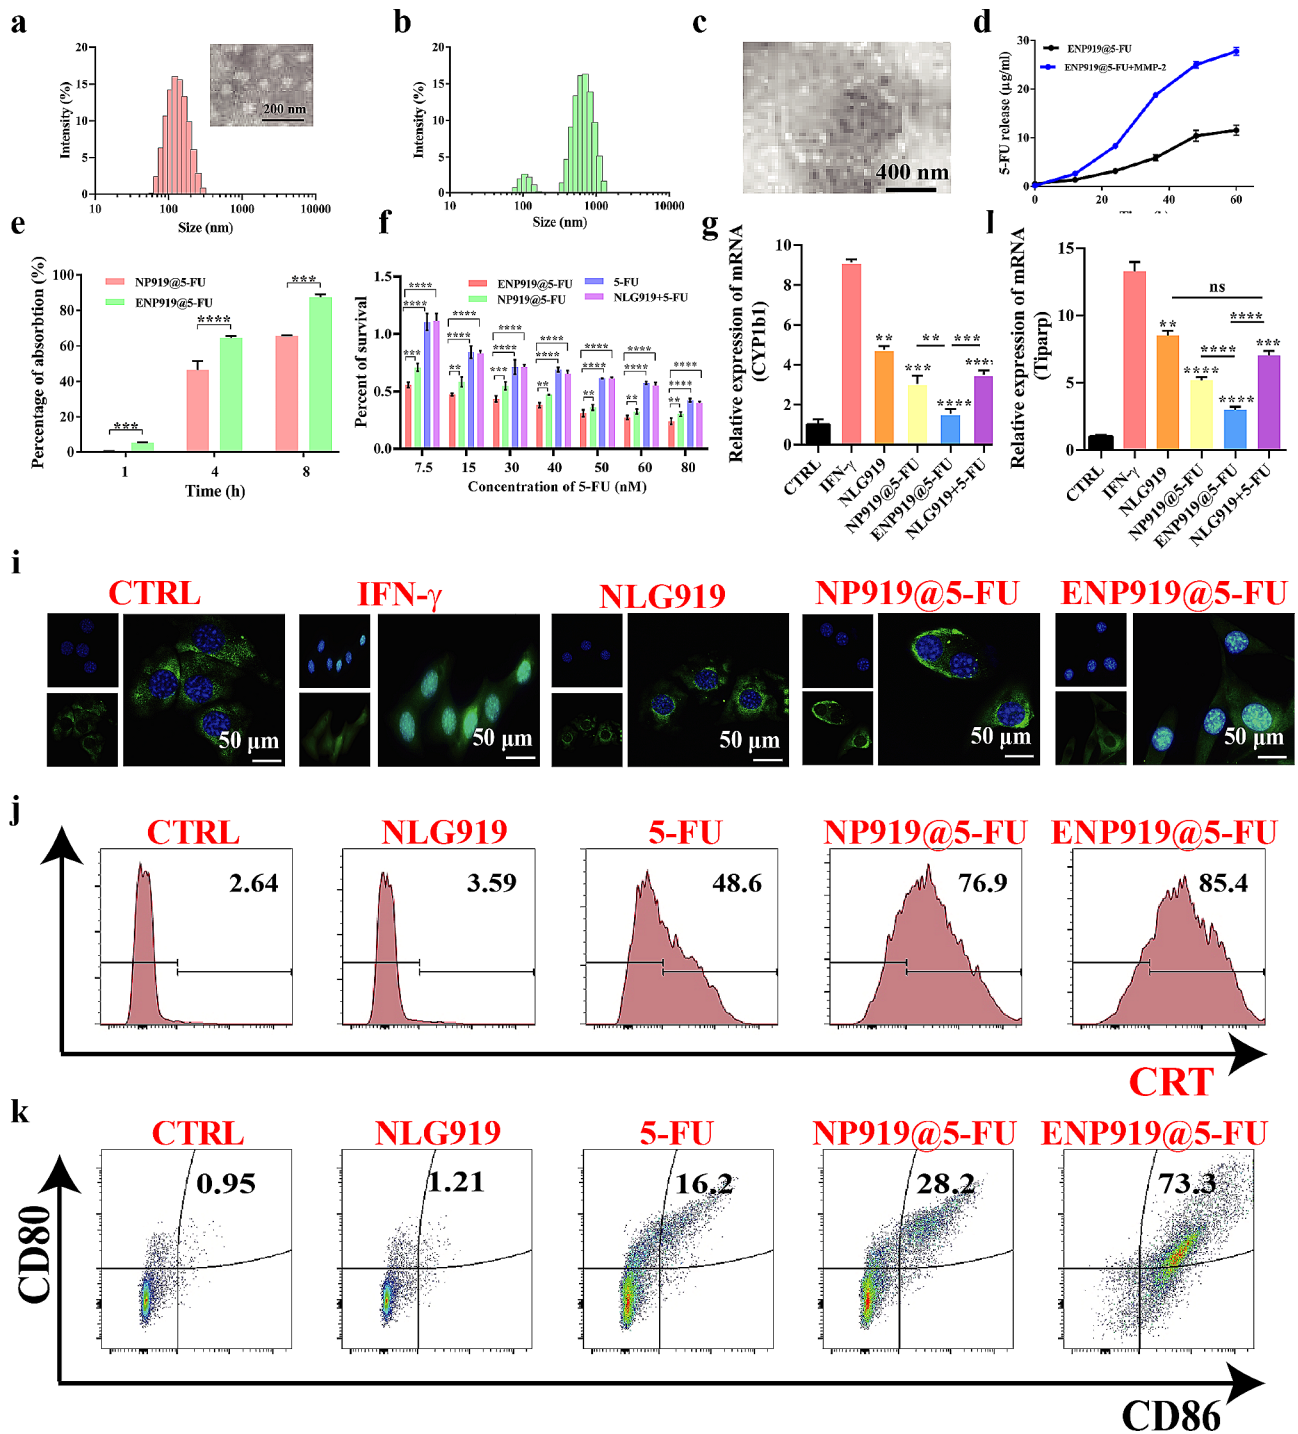 a
Intensity (%)
20
15
10
5
0
10
100
1000
10000
Size (nm)
200 nm
b
Intensity (%)
20
15
10
5
0
10
100
1000
10000
Size (nm)
c
400 nm
d
5-FU release (μg/ml)
30
20
10
0
0
20
40
60
ENP919@5-FU
ENP919@5-FU+MMP-2
e
Percentage of absorbtion (%)
100
80
60
40
20
0
NP919@5-FU
ENP919@5-FU
***
****
***
1
4
8
Time (h)
f
Percent of survival
1.5
1.0
0.5
0.0
ENP919@5-FU
NP919@5-FU
5-FU
NLG919+5-FU
****
****
***
****
****
**
****
****
***
****
****
**
****
****
**
****
****
**
****
****
**
7.5
15
30
40
50
60
80
Concentration of 5-FU (nM)
g
Relative expression of mRNA
(CYP1b1)
10
8
6
4
2
0
**
***
**
****
***
CTRL
IFN-γ
NLG919
NP919@5-FU
ENP919@5-FU
NLG919+5-FU
l
Relative expression of mRNA
(Tiparp)
15
10
5
0
ns
**
****
****
****
****
***
CTRL
IFN-γ
NLG919
NP919@5-FU
ENP919@5-FU
NLG919+5-FU
i
CTRL
IFN-γ
NLG919
NP919@5-FU
ENP919@5-FU
50 μm
50 μm
50 μm
50 μm
50 μm
j
CTRL
NLG919
5-FU
NP919@5-FU
ENP919@5-FU
2.64
3.59
48.6
76.9
85.4
CRT
k
CTRL
NLG919
5-FU
NP919@5-FU
ENP919@5-FU
0.95
1.21
16.2
28.2
73.3
CD80
CD86